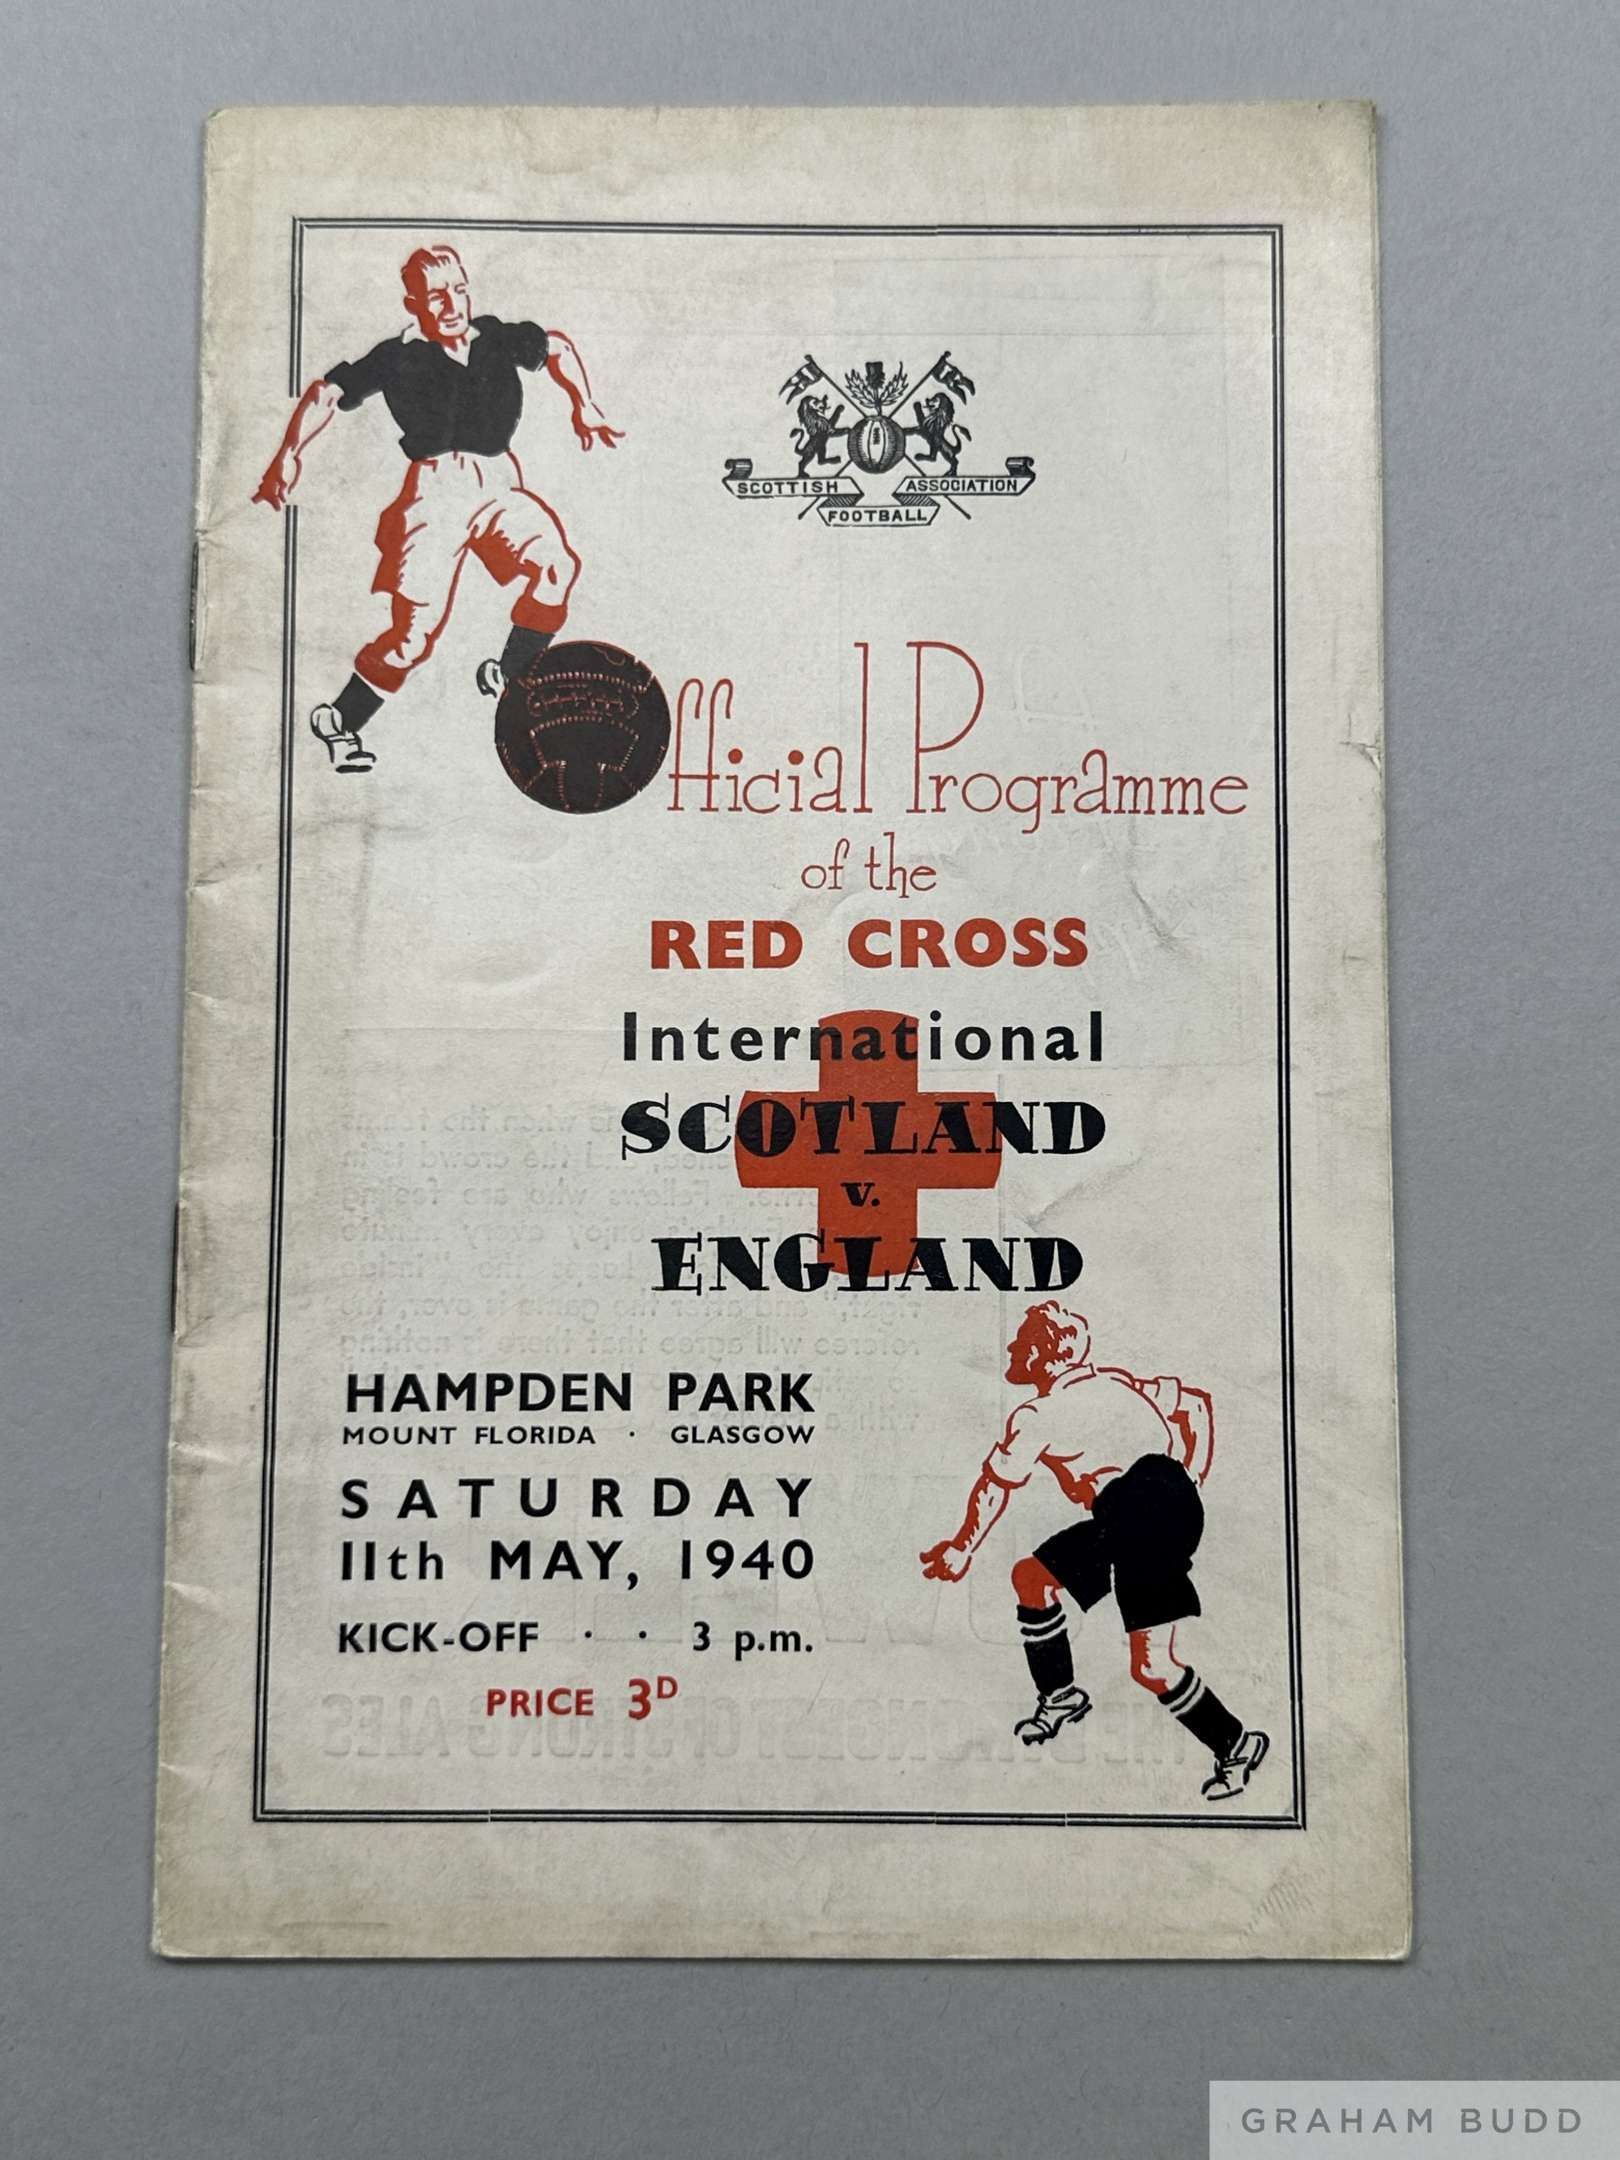 SCOTTISH FOOTBALL ASSOCIATION
Official Programme
of the
RED CROSS
International
SCOTLAND
v.
ENGLAND
HAMPDEN PARK
MOUNT FLORIDA · GLASGOW
SATURDAY
11th MAY, 1940
KICK-OFF · · 3 p.m.
PRICE 3D
GRAHAM BUDD